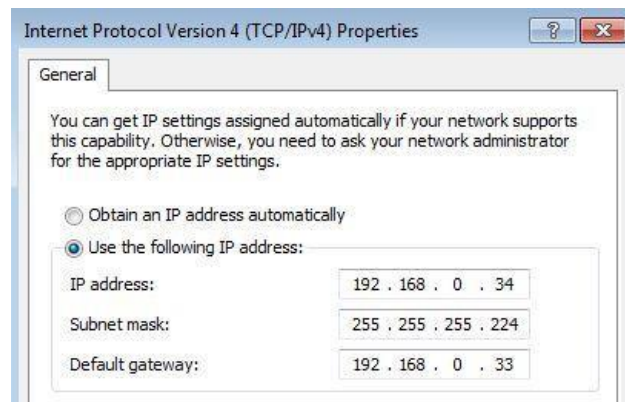 Internet Protocol Version 4 (TCP/IPv4) Properties
?
General
You can get IP settings assigned automatically if your network supports
this capability. Otherwise, you need to ask your network administrator
for the appropriate IP settings.
Obtain an IP address automatically
Use the following IP address:
IP address: 192 . 168 . 0 . 34
Subnet mask: 255 . 255 . 255 . 224
Default gateway: 192 . 168 . 0 . 33